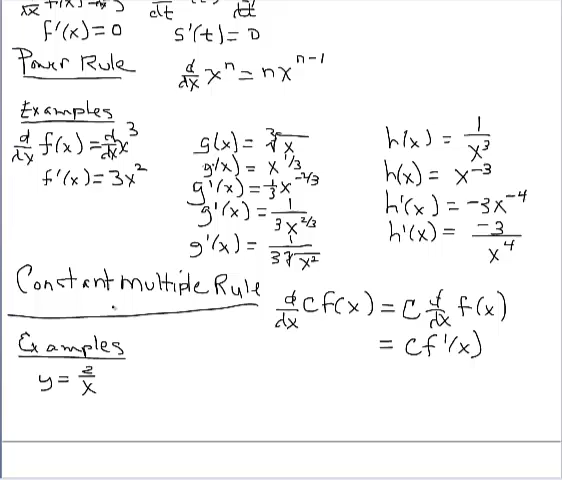 f'(x)=0    s'(t)=0
Power Rule    d/dx x^n = nx^(n-1)
Examples
d/dx f(x) = d/dx x^3
f'(x) = 3x^2
g(x) = ∛x
g'(x) = x^(1/3)
g'(x) = 1/3 x^(-2/3)
g'(x) = 1/(3x^(2/3))
g'(x) = 1/(3∛x^2)
h(x) = 1/x^3
h(x) = x^-3
h'(x) = -3x^-4
h'(x) = -3/x^4
Constant multiple Rule    d/dx cf(x) = c d/dx f(x)
= cf'(x)
Examples
y = 2/x